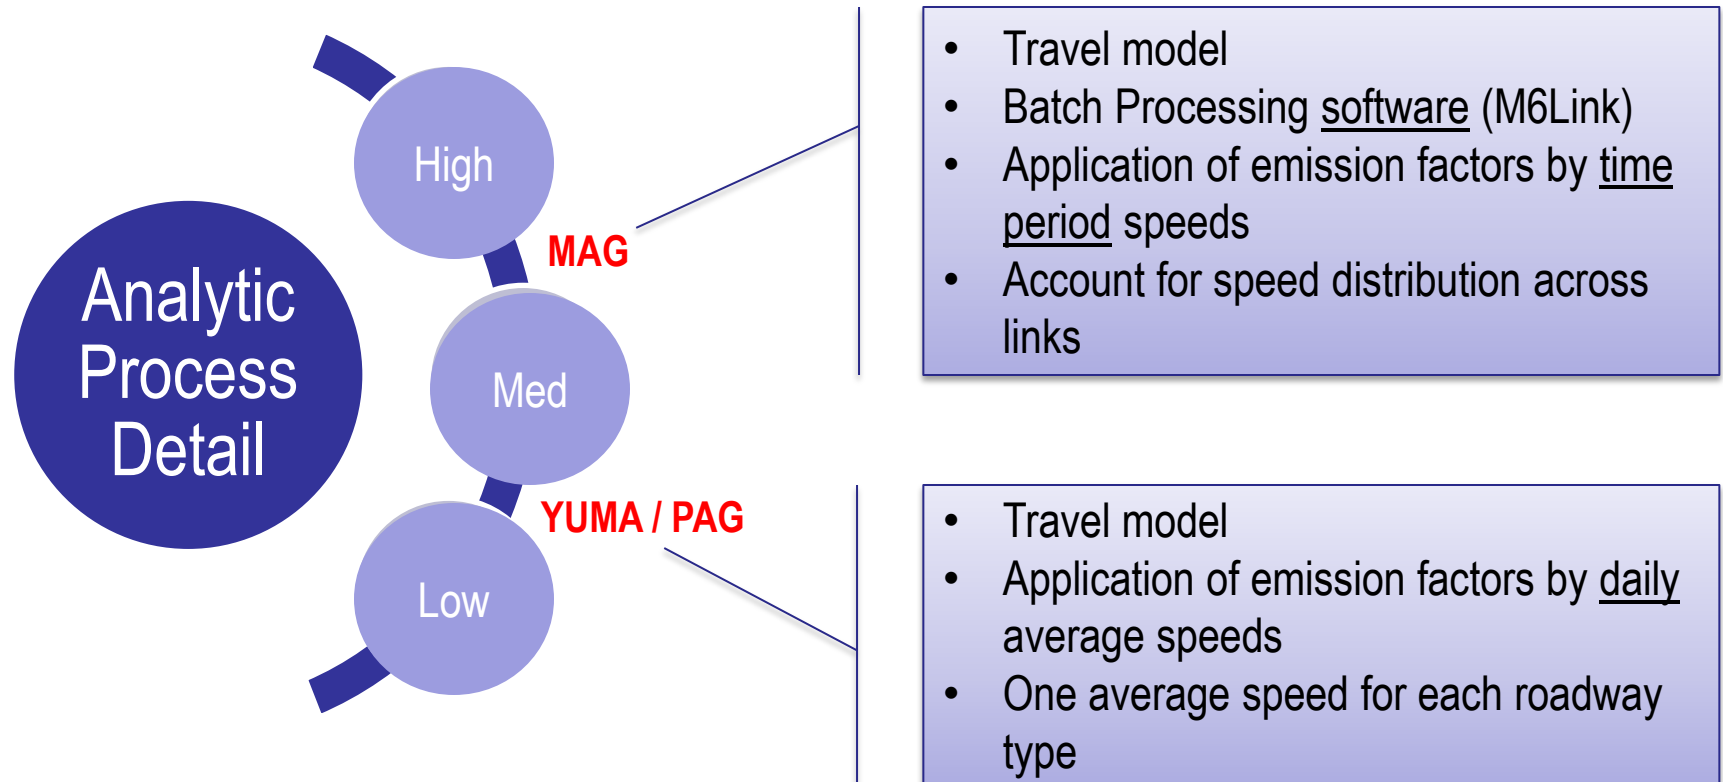 Analytic
Process
Detail
High
MAG
Med
YUMA / PAG
Low
• Travel model
• Batch Processing software (M6Link)
• Application of emission factors by time
period speeds
• Account for speed distribution across
links
• Travel model
• Application of emission factors by daily
average speeds
• One average speed for each roadway
type